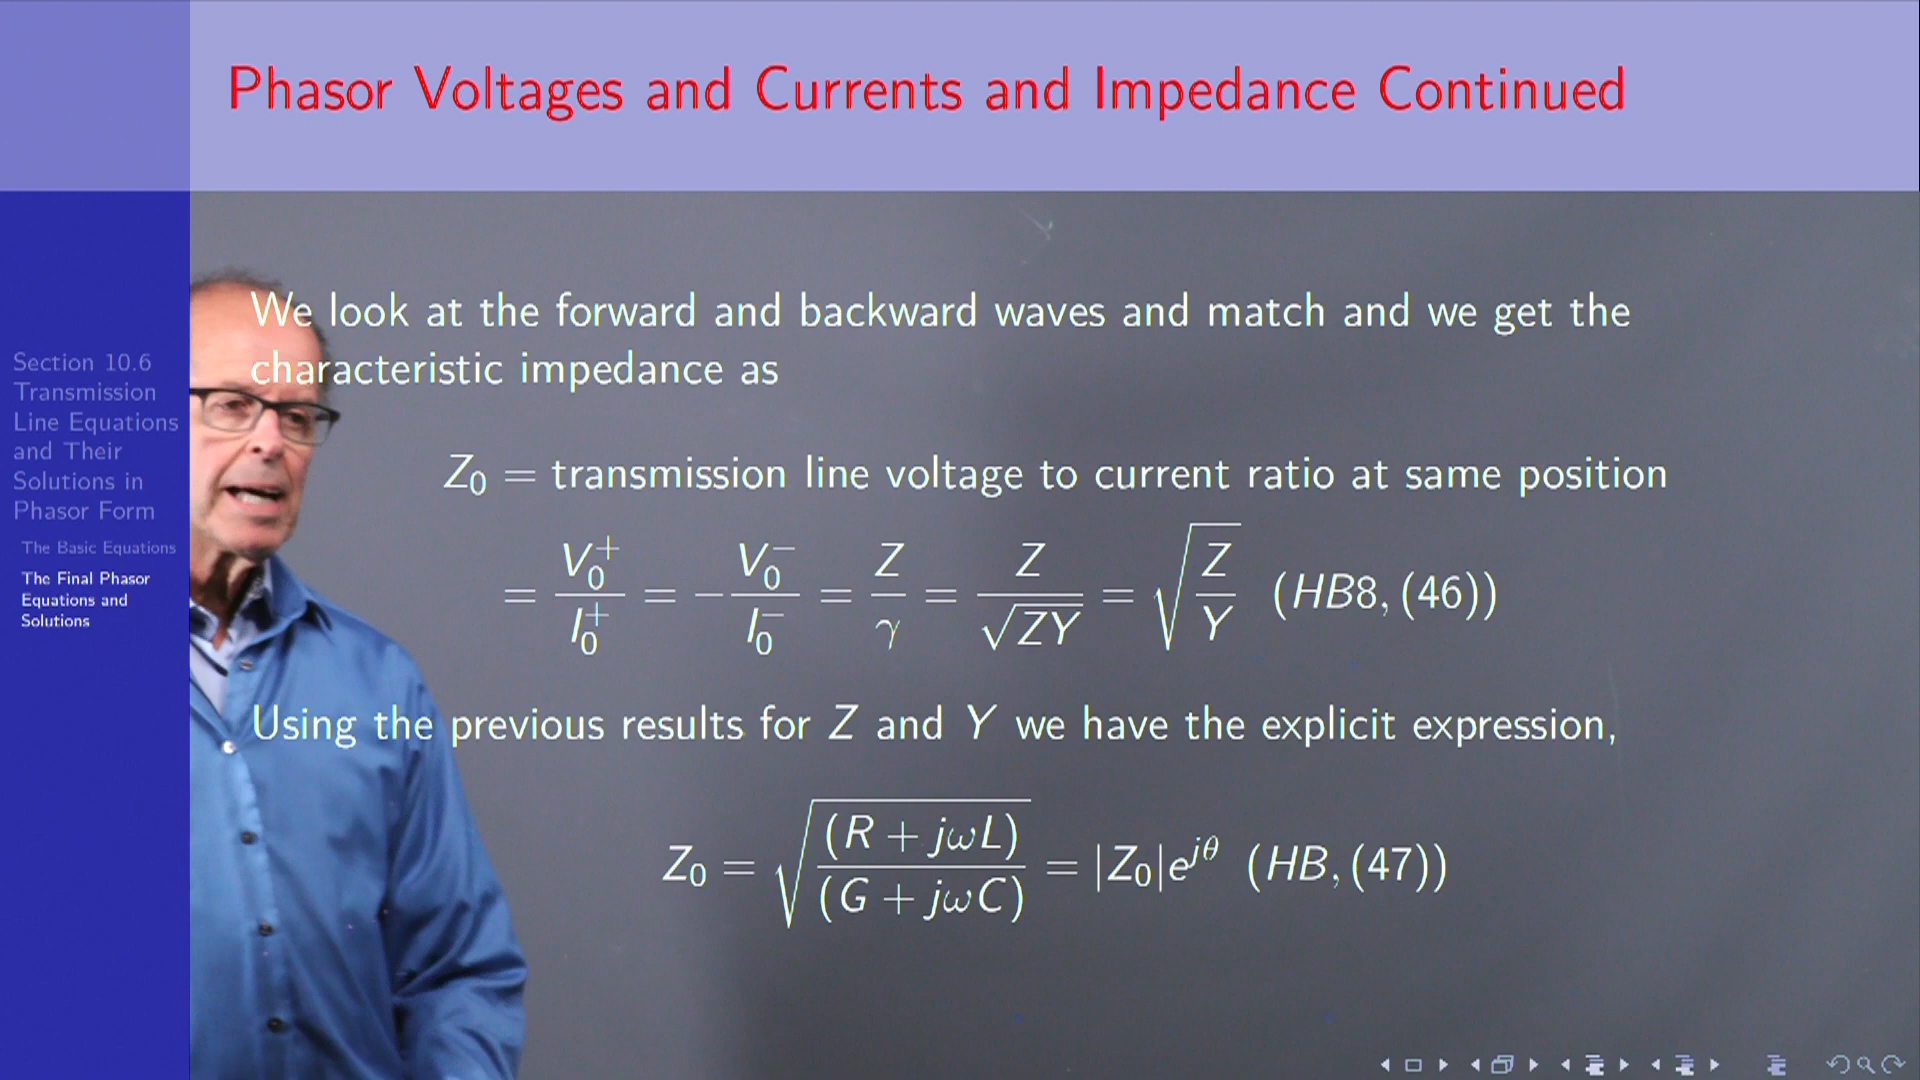 Phasor Voltages and Currents and Impedance Continued
Section 10.6
Transmission
Line Equations
and Their
Solutions in
Phasor Form
The Basic Equations
The Final Phasor
Equations and
Solutions
We look at the forward and backward waves and match and we get the
characteristic impedance as
Z₀ = transmission line voltage to current ratio at same position
= V₀⁺/I₀⁺ = −V₀⁻/I₀⁻ = Z/γ = Z/√(ZY) = √(Z/Y) (HB8, (46))
Using the previous results for Z and Y we have the explicit expression,
Z₀ = √((R + jωL)/(G + jωC)) = |Z₀|e^{jθ} (HB, (47))